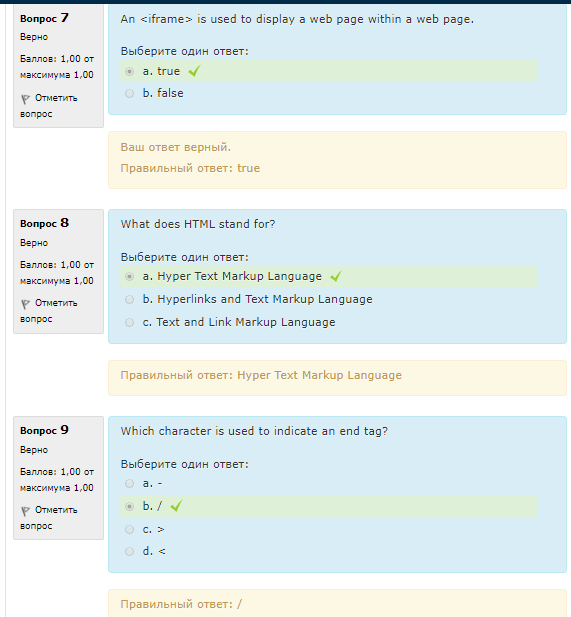 Вопрос 7
Верно
Баллов: 1,00 от
максимума 1,00
Отметить
вопрос
An <iframe> is used to display a web page within a web page.
Выберите один ответ:
a. true
b. false
Ваш ответ верный.
Правильный ответ: true
Вопрос 8
Верно
Баллов: 1,00 от
максимума 1,00
Отметить
вопрос
What does HTML stand for?
Выберите один ответ:
a. Hyper Text Markup Language
b. Hyperlinks and Text Markup Language
c. Text and Link Markup Language
Правильный ответ: Hyper Text Markup Language
Вопрос 9
Верно
Баллов: 1,00 от
максимума 1,00
Отметить
вопрос
Which character is used to indicate an end tag?
Выберите один ответ:
a. -
b. /
c. >
d. <
Правильный ответ: /